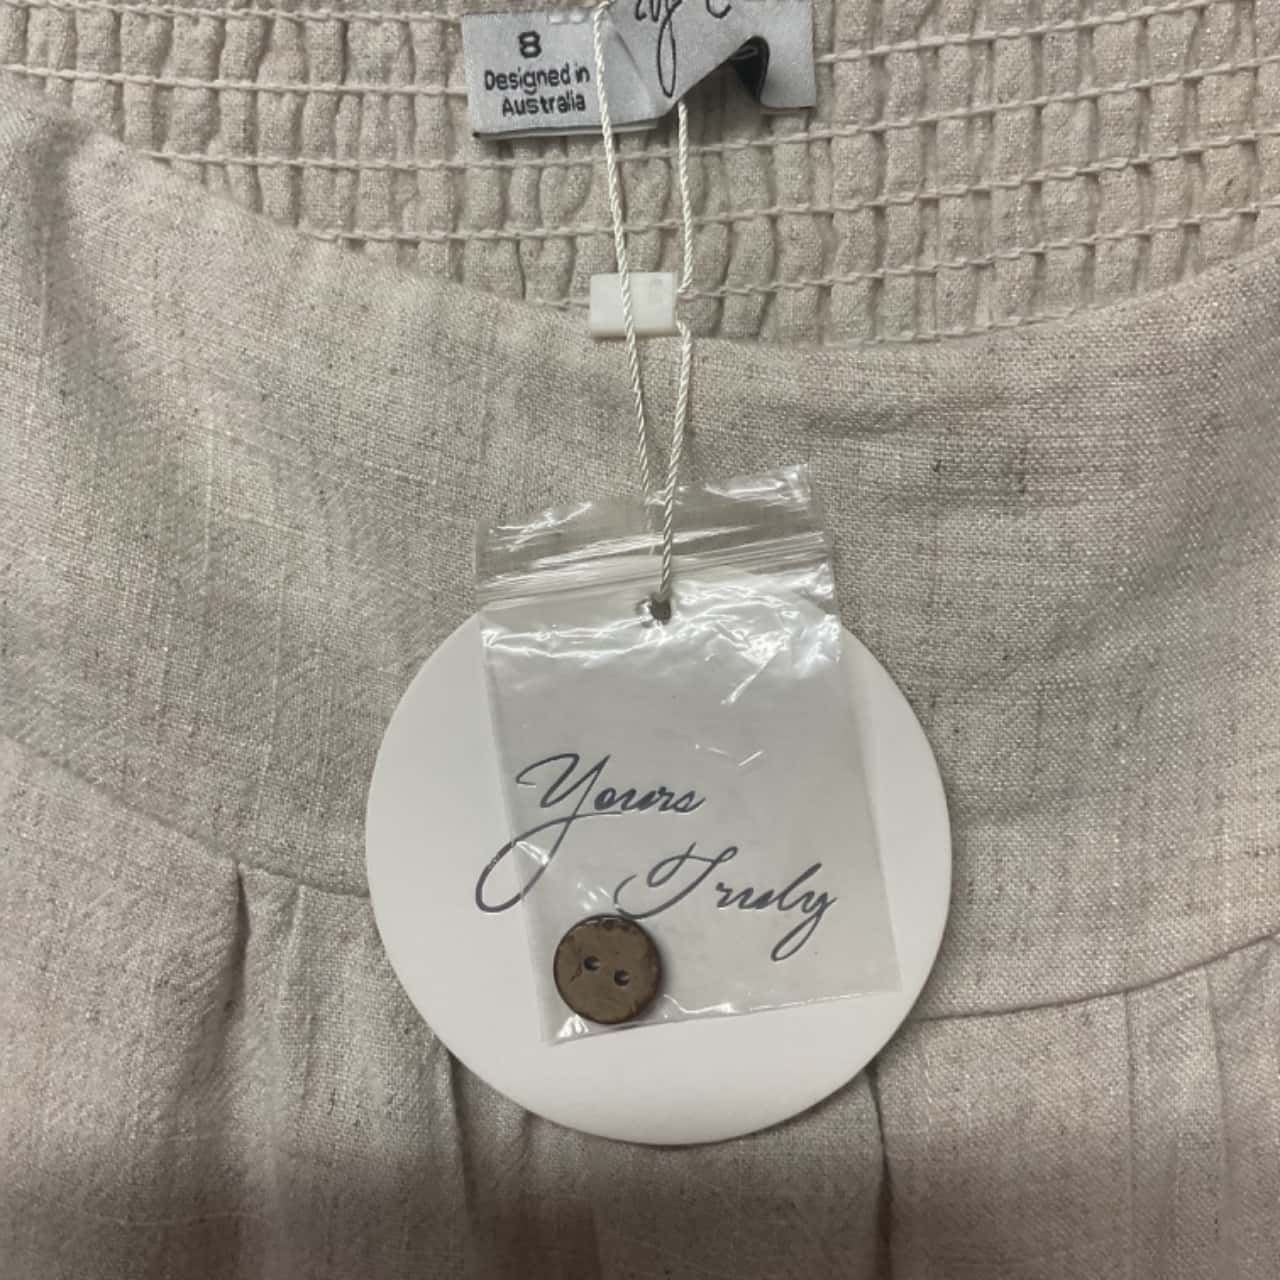 8
Designed in
Australia
Yours
Truly